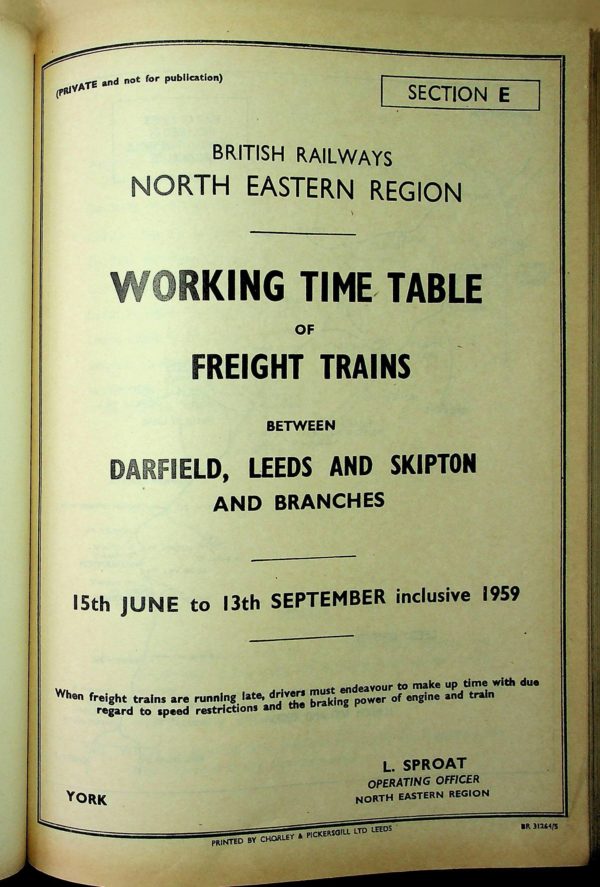 (PRIVATE and not for publication)
SECTION E
BRITISH RAILWAYS
NORTH EASTERN REGION
WORKING TIME TABLE
OF
FREIGHT TRAINS
BETWEEN
DARFIELD, LEEDS AND SKIPTON
AND BRANCHES
15th JUNE to 13th SEPTEMBER inclusive 1959
When freight trains are running late, drivers must endeavour to make up time with due
regard to speed restrictions and the braking power of engine and train
L. SPROAT
OPERATING OFFICER
NORTH EASTERN REGION
YORK
PRINTED BY CHORLEY & PICKERSGILL LTD LEEDS
BR 31264/5